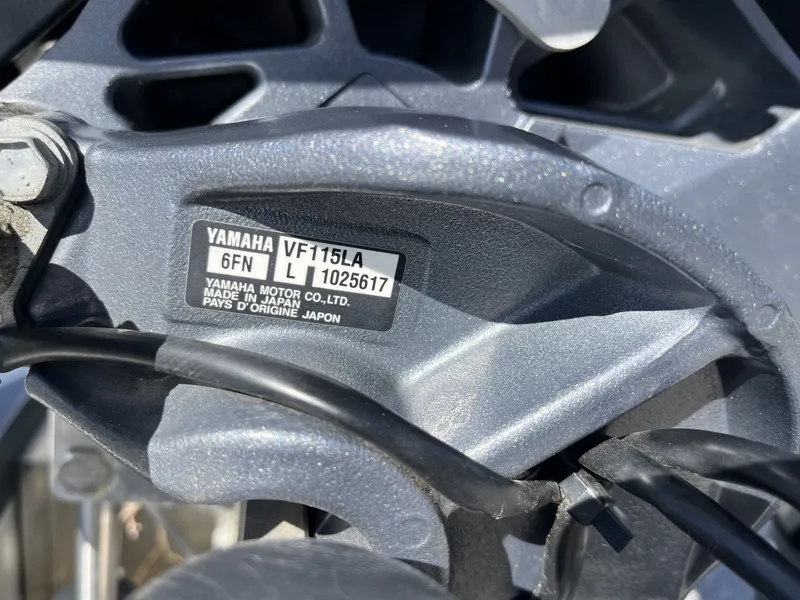 YAMAHA VF115LA
6FN L 1025617
YAMAHA MOTOR CO.,LTD.
MADE IN JAPAN
PAYS D'ORIGINE JAPON